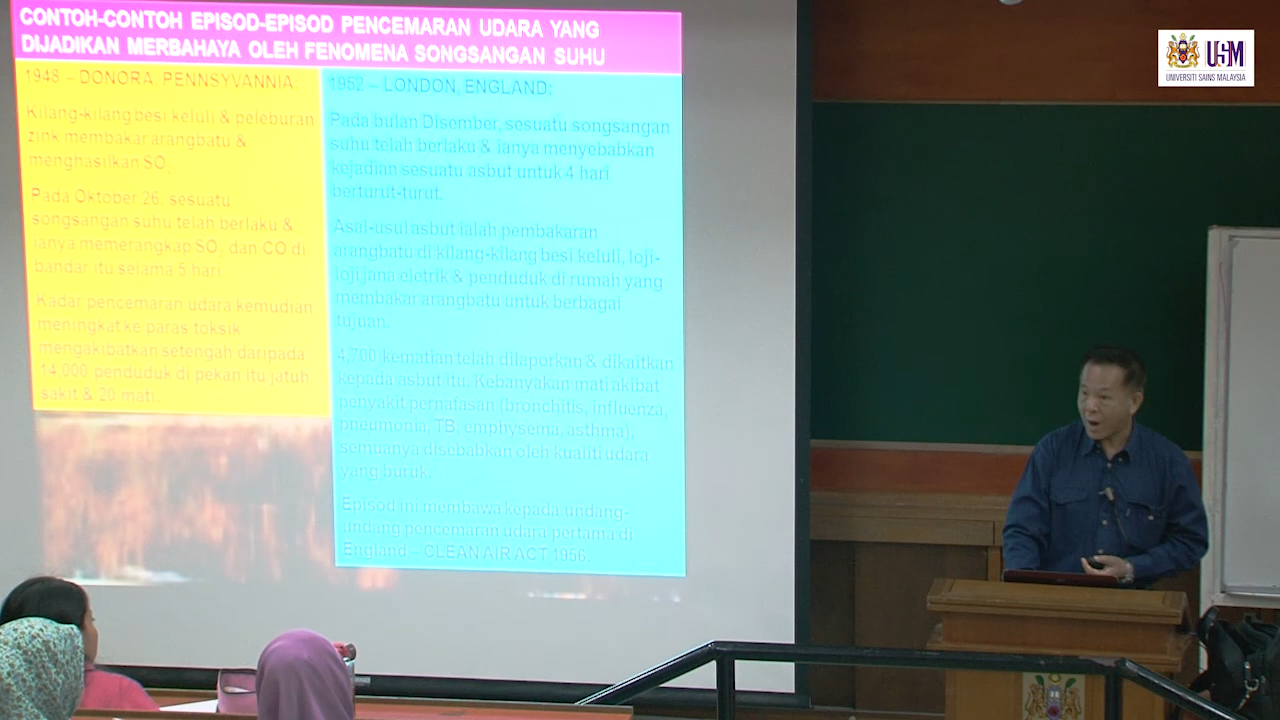 CONTOH-CONTOH EPISOD-EPISOD PENCEMARAN UDARA YANG
DIJADIKAN MERBAHAYA OLEH FENOMENA SONGSANGAN SUHU
1948 – DONORA, PENNSYVANNIA:
Kilang-kilang besi keluli & peleburan
zink membakar arangbatu &
menghasilkan SO2
Pada Oktober 26, sesuatu
songsangan suhu telah berlaku &
ianya memerangkap SO2 dan CO di
bandar itu selama 5 hari.
Kadar pencemaran udara kemudian
meningkat ke paras toksik
mengakibatkan setengah daripada
14,000 penduduk di pekan itu jatuh
sakit & 20 mati.
1952 – LONDON, ENGLAND:
Pada bulan Disember, sesuatu songsangan
suhu telah berlaku & ianya menyebabkan
kejadian sesuatu asbut untuk 4 hari
berturut-turut.
Asal-usul asbut ialah pembakaran
arangbatu di kilang-kilang besi keluli, loji-
loji jana eletrik & penduduk di rumah yang
membakar arangbatu untuk berbagai
tujuan.
4,700 kematian telah dilaporkan & dikaitkan
kepada asbut itu. Kebanyakan mati akibat
penyakit pernafasan (bronchitis, influenza,
pneumonia, TB, emphysema, asthma),
semuanya disebabkan oleh kualiti udara
yang buruk.
Episod ini membawa kepada undang-
undang pencemaran udara pertama di
England – CLEAN AIR ACT 1956.
USM
UNIVERSITI SAINS MALAYSIA